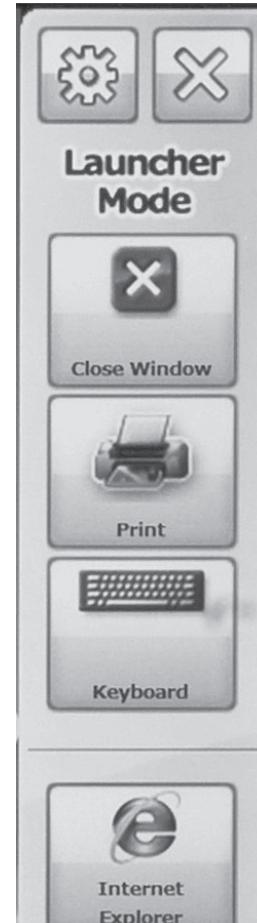 Launcher
Mode
Close Window
Print
Keyboard
Internet
Explorer